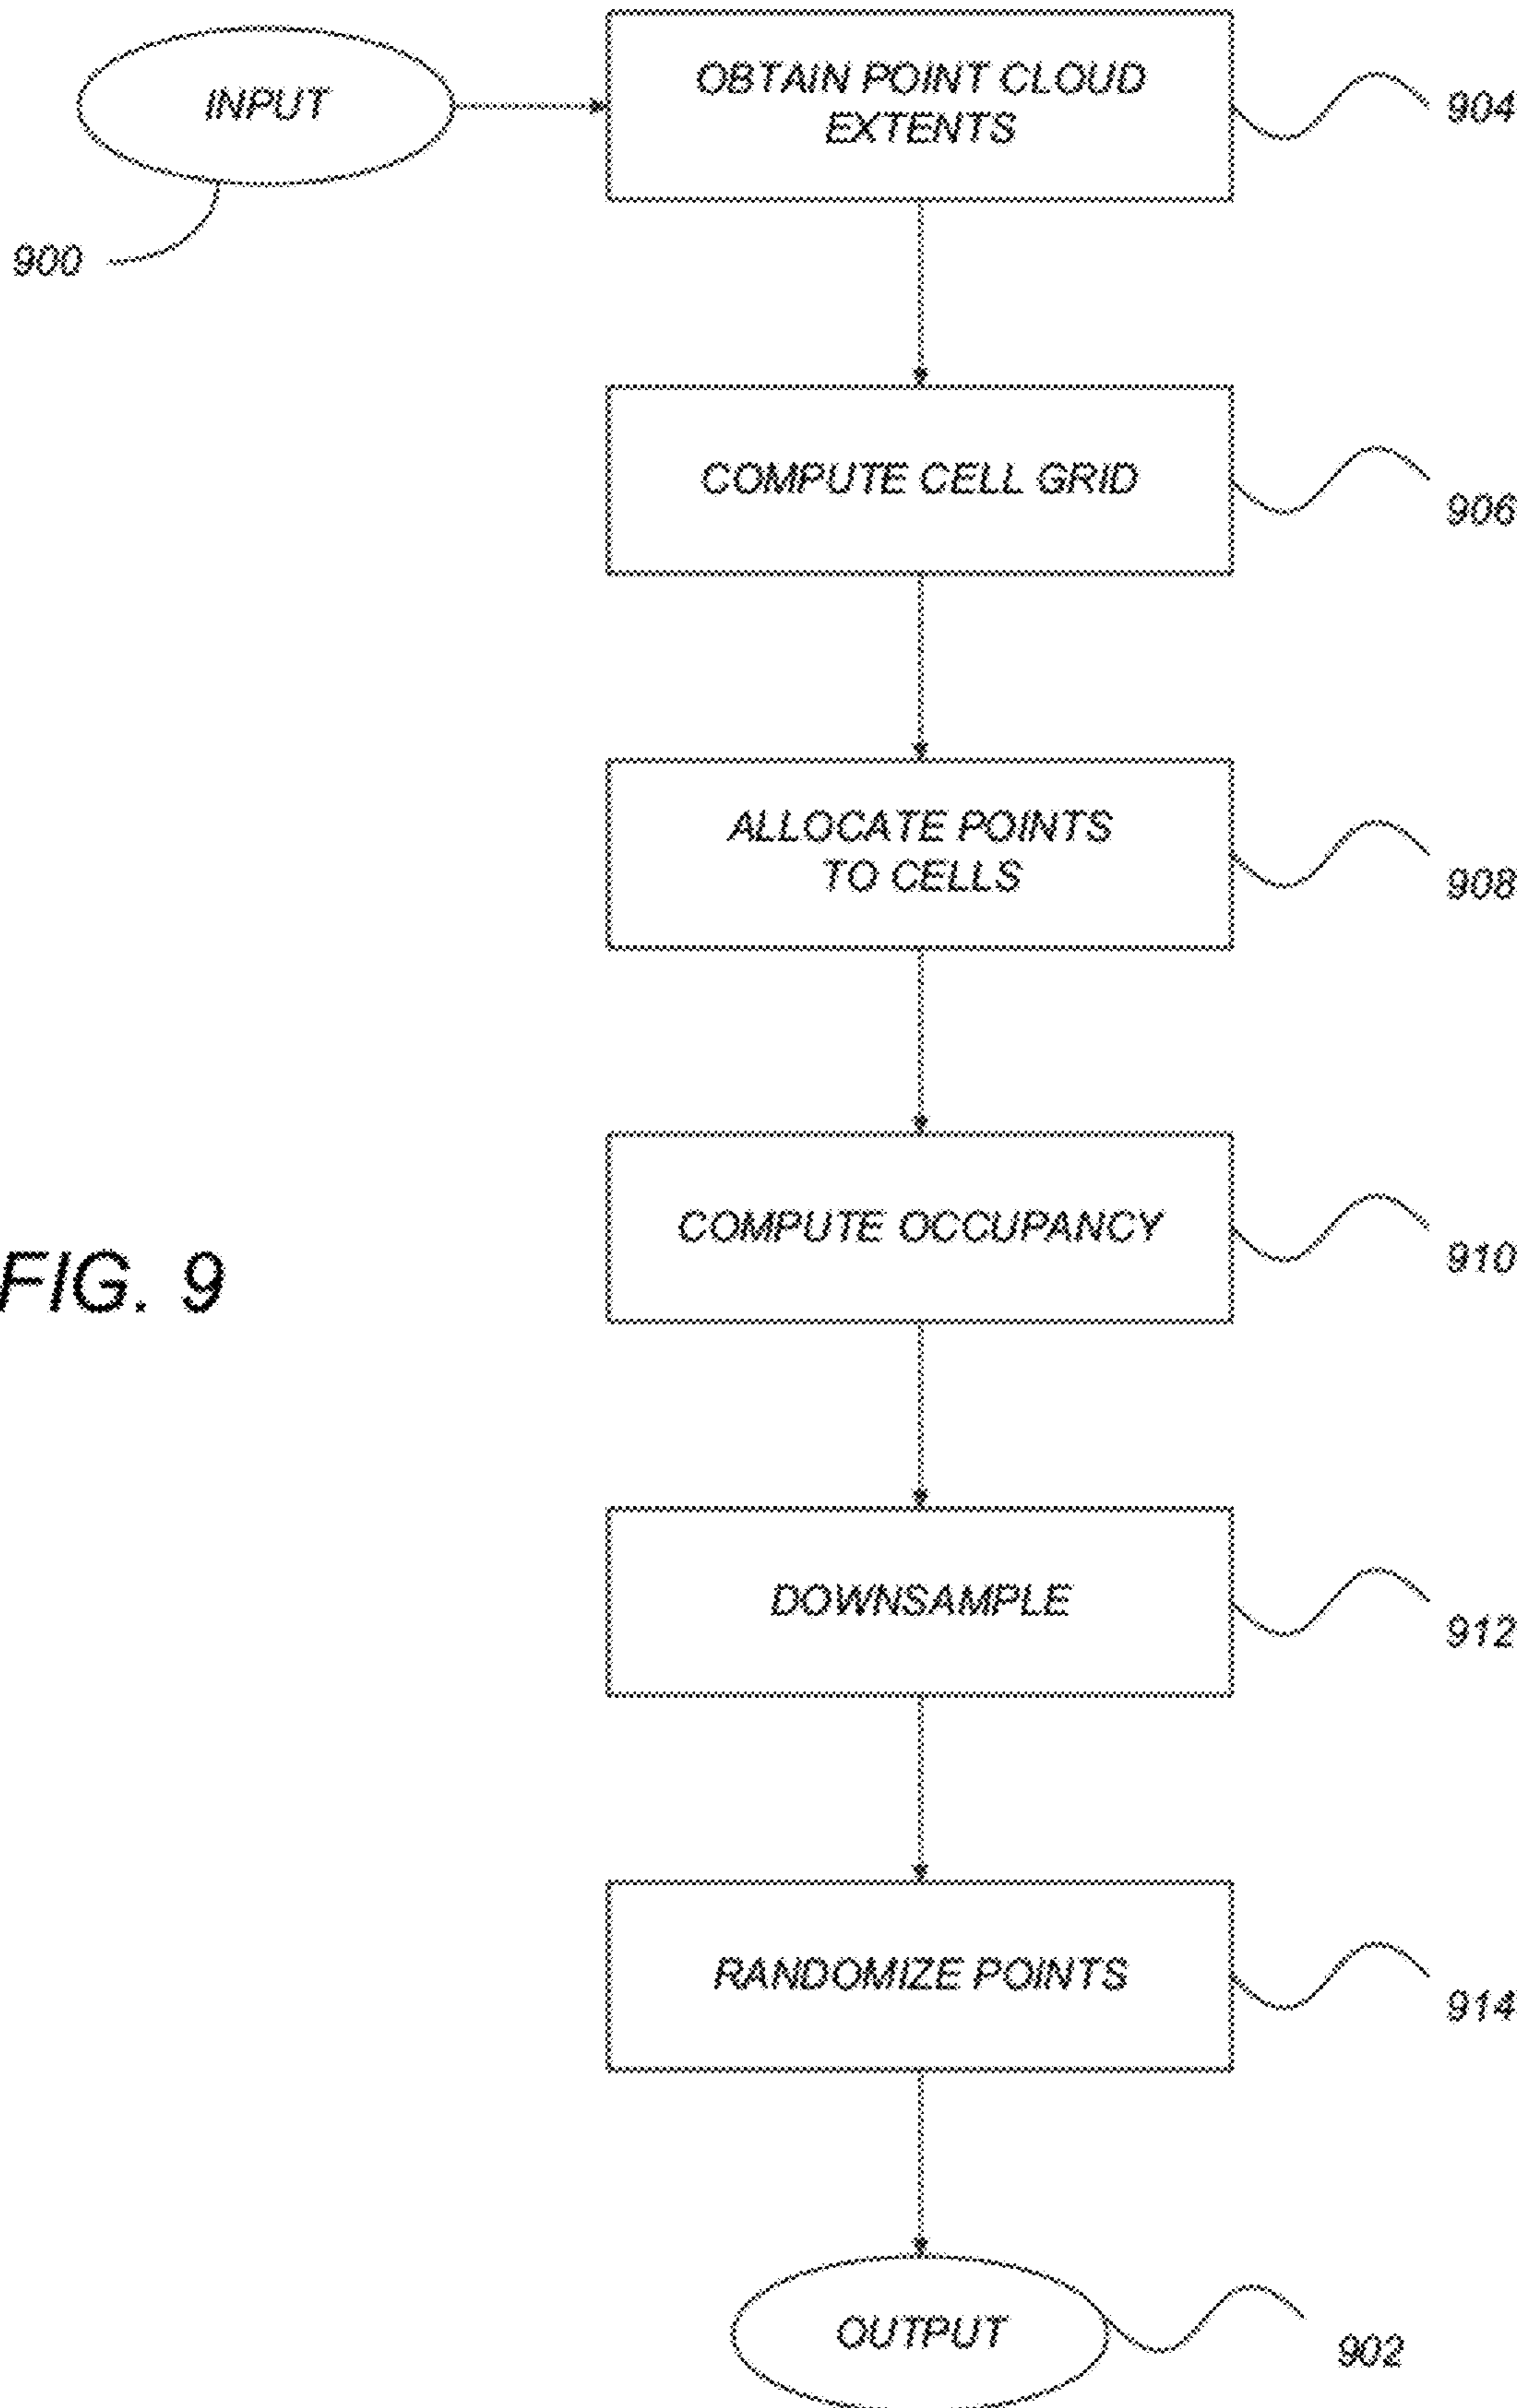 INPUT
OBTAIN POINT CLOUD
EXTENTS
904
900
COMPUTE CELL GRID
906
ALLOCATE POINTS
TO CELLS
908
COMPUTE OCCUPANCY
910
FIG. 9
DOWNSAMPLE
912
RANDOMIZE POINTS
914
OUTPUT
902